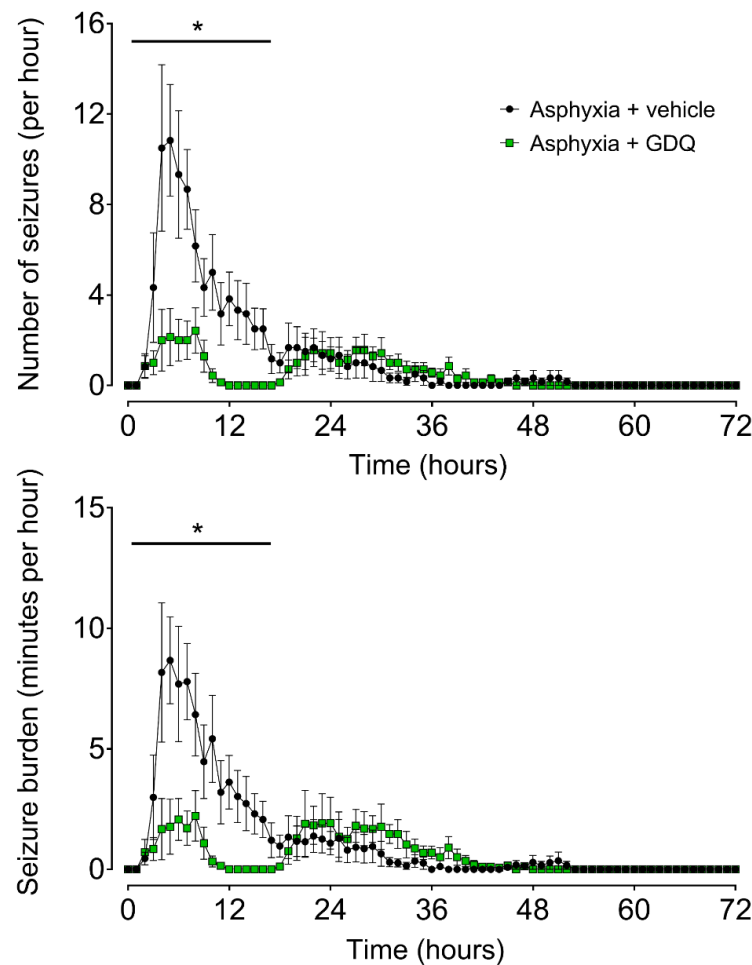 Number of seizures (per hour)
16
12
8
4
0
*
Asphyxia + vehicle
Asphyxia + GDQ
0 12 24 36 48 60 72
Time (hours)
Seizure burden (minutes per hour)
15
10
5
0
*
0 12 24 36 48 60 72
Time (hours)